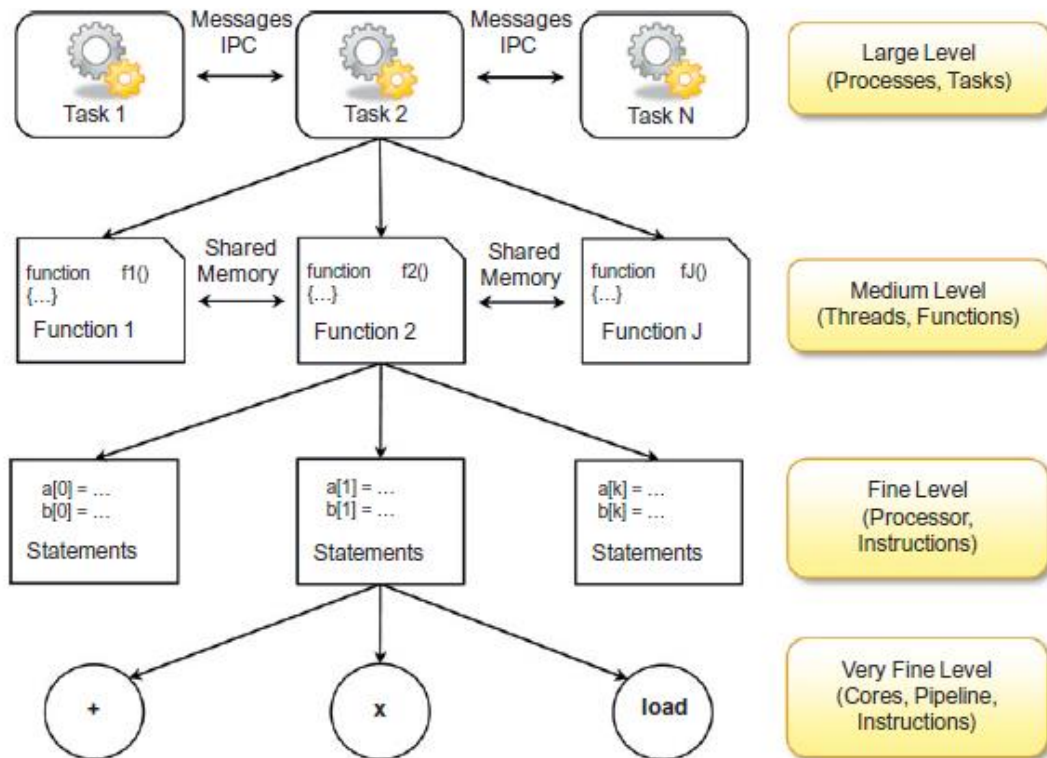 Messages
IPC
Messages
IPC
Task 1
Task 2
Task N
Large Level
(Processes, Tasks)
function f1()
{...}
Function 1
Shared
Memory
function f2()
{...}
Function 2
Shared
Memory
function fJ()
{...}
Function J
Medium Level
(Threads, Functions)
a[0] = ...
b[0] = ...
Statements
a[1] = ...
b[1] = ...
Statements
a[k] = ...
b[k] = ...
Statements
Fine Level
(Processor,
Instructions)
+
x
load
Very Fine Level
(Cores, Pipeline,
Instructions)